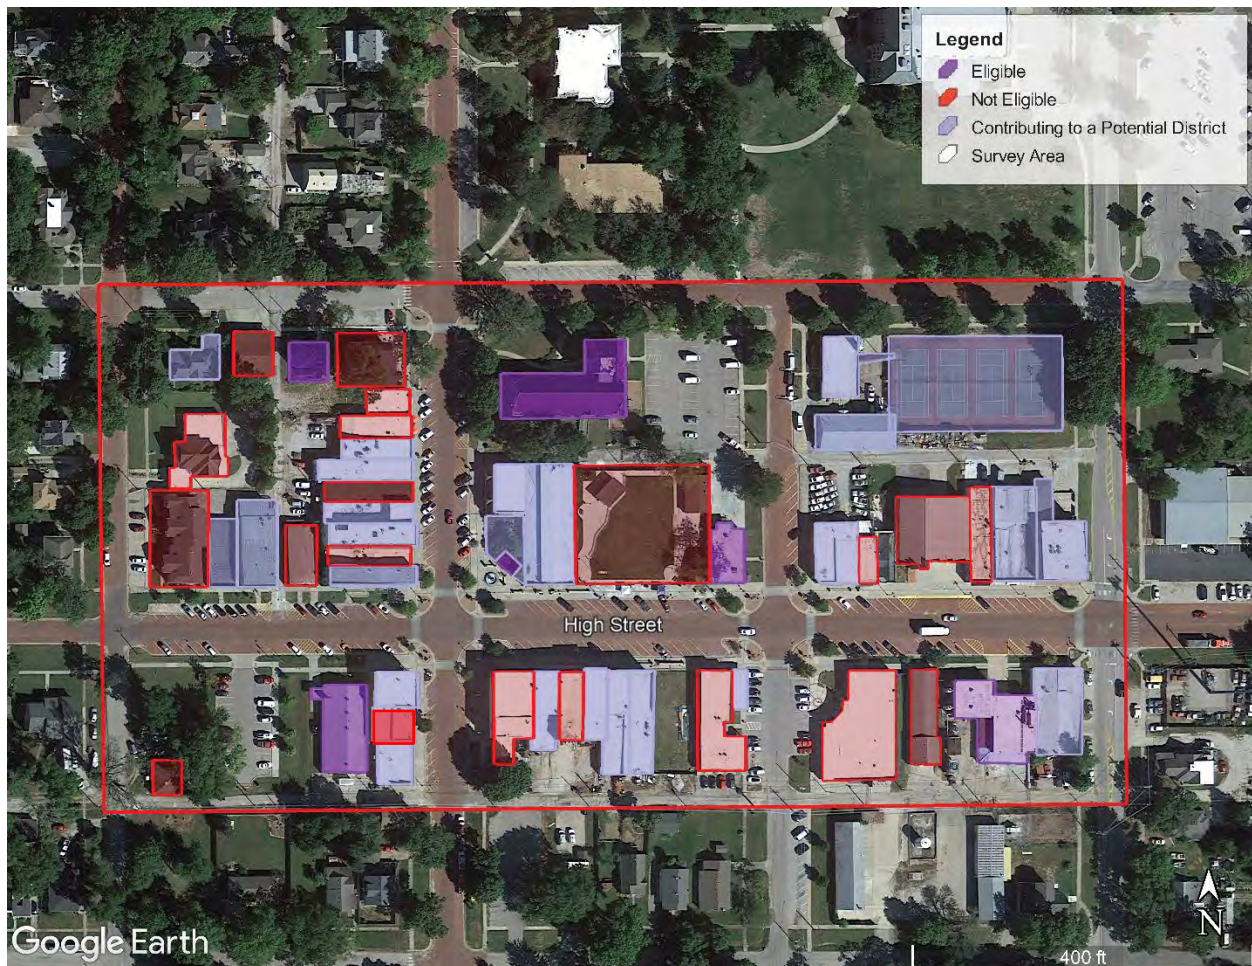 Legend
Eligible
Not Eligible
Contributing to a Potential District
Survey Area
High Street
N
Google Earth
400 ft